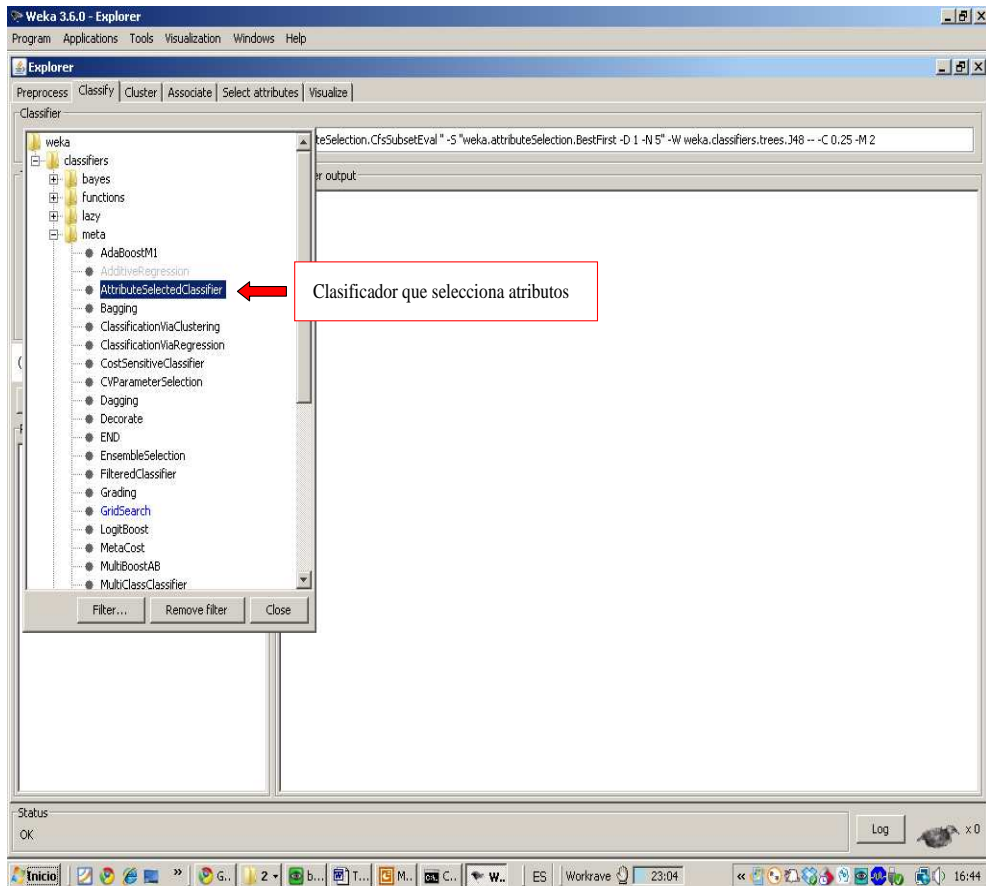 Weka 3.6.0 - Explorer
Program Applications Tools Visualization Windows Help
Explorer
Preprocess Classify Cluster Associate Select attributes Visualize
Classifier
teSelection.CfsSubsetEval " -S "weka.attributeSelection.BestFirst -D 1 -N 5" -W weka.classifiers.trees.J48 -- -C 0.25 -M 2
er output
weka
classifiers
bayes
functions
lazy
meta
AdaBoostM1
AdditiveRegression
AttributeSelectedClassifier
Clasificador que selecciona atributos
Bagging
ClassificationViaClustering
ClassificationViaRegression
CostSensitiveClassifier
CVParameterSelection
Dagging
Decorate
END
EnsembleSelection
FilteredClassifier
Grading
GridSearch
LogitBoost
MetaCost
MultiBoostAB
MultiClassClassifier
Filter... Remove filter Close
Status
OK
Log
x 0
Inicio » G.. 2 b... T... M.. C.. W.. ES Workrave 23:04 « 16:44